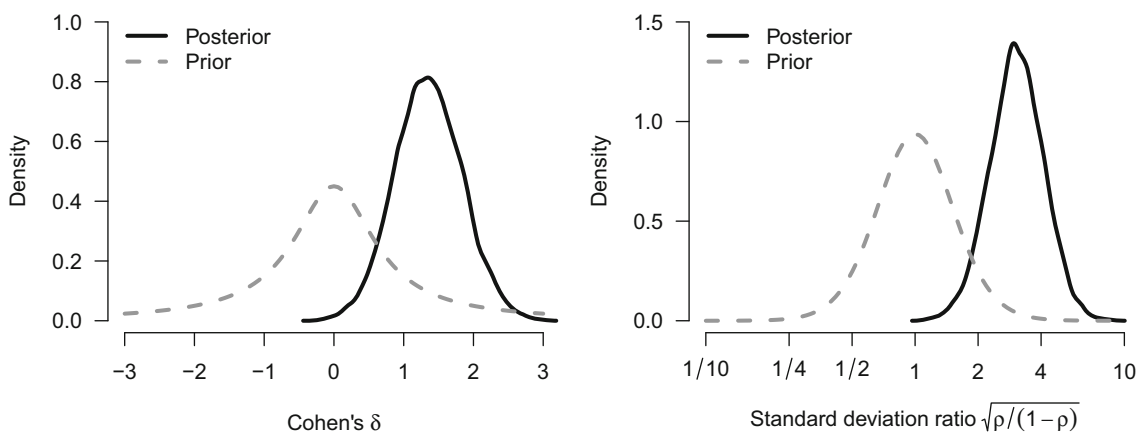 1.0
0.8
0.6
0.4
0.2
0.0
Density
Posterior
Prior
−3 −2 −1 0 1 2 3
Cohen's δ
1.5
1.0
0.5
0.0
Density
Posterior
Prior
1/10 1/4 1/2 1 2 4 10
Standard deviation ratio √ρ/(1−ρ)